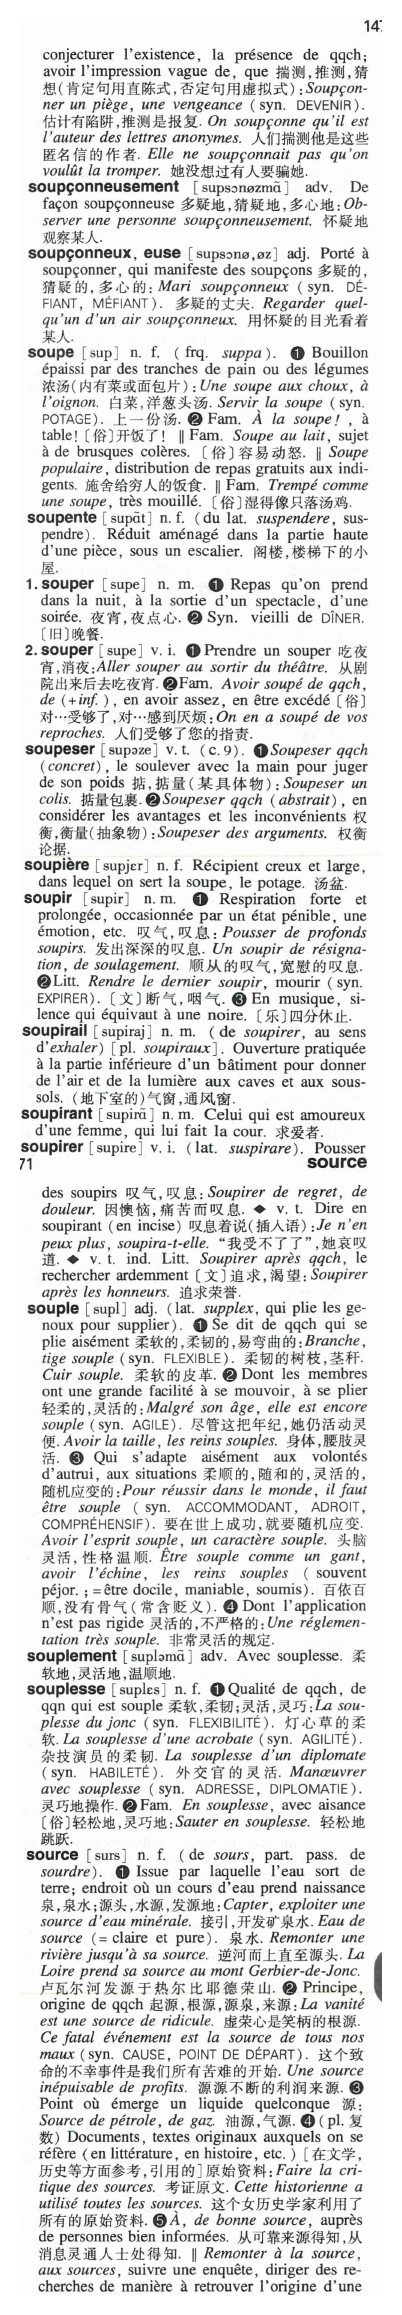 147
conjecturer l'existence, la présence de qqch;
avoir l'impression vague de, que 揣测,推测,猜
想(肯定句用直陈式,否定句用虚拟式):Soupçon-
ner un piège, une vengeance (syn. DEVENIR).
估计有陷阱,推测是报复. On soupçonne qu'il est
l'auteur des lettres anonymes. 人们揣测他是这些
匿名信的作者. Elle ne soupçonnait pas qu'on
voulût la tromper. 她没想过有人要骗她.
soupçonneusement [supsɔnøzmã] adv. De
façon soupçonneuse 多疑地,猜疑地,多心地:Ob-
server une personne soupçonneusement. 怀疑地
观察某人.
soupçonneux, euse [supsɔnø,øz] adj. Porté à
soupçonner, qui manifeste des soupçons 多疑的,
猜疑的,多心的: Mari soupçonneux (syn. DÉ-
FIANT, MÉFIANT). 多疑的丈夫. Regarder quel-
qu'un d'un air soupçonneux. 用怀疑的目光看着
某人.
soupe [sup] n. f. (frq. suppa). ❶ Bouillon
épaissi par des tranches de pain ou des légumes
浓汤(内有菜或面包片):Une soupe aux choux, à
l'oignon. 白菜,洋葱头汤. Servir la soupe (syn.
POTAGE). 上一份汤. ❷ Fam. À la soupe!, à
table! 〔俗〕开饭了! ‖ Fam. Soupe au lait, sujet
à de brusques colères. 〔俗〕容易动怒. ‖ Soupe
populaire, distribution de repas gratuits aux indi-
gents. 施舍给穷人的饭食. ‖ Fam. Trempé comme
une soupe, très mouillé. 〔俗〕湿得像只落汤鸡.
soupente [supãt] n. f. (du lat. suspendere, sus-
pendre). Réduit aménagé dans la partie haute
d'une pièce, sous un escalier. 阁楼,楼梯下的小
屋.
1. souper [supe] n. m. ❶ Repas qu'on prend
dans la nuit, à la sortie d'un spectacle, d'une
soirée. 夜宵,夜点心. ❷ Syn. vieilli de DÎNER.
〔旧〕晚餐.
2. souper [supe] v. i. ❶ Prendre un souper 吃夜
宵,消夜:Aller souper au sortir du théâtre. 从剧
院出来后去吃夜宵. ❷Fam. Avoir soupé de qqch,
de (+inf.), en avoir assez, en être excédé〔俗〕
对…受够了,对…感到厌烦:On en a soupé de vos
reproches. 人们受够了您的指责.
soupeser [supəze] v. t. (c. 9). ❶Soupeser qqch
(concret), le soulever avec la main pour juger
de son poids 掂,掂量(某具体物):Soupeser un
colis. 掂量包裹. ❷Soupeser qqch (abstrait), en
considérer les avantages et les inconvénients 权
衡,衡量(抽象物):Soupeser des arguments. 权衡
论据.
soupière [supjɛr] n. f. Récipient creux et large,
dans lequel on sert la soupe, le potage. 汤盆.
soupir [supir] n. m. ❶ Respiration forte et
prolongée, occasionnée par un état pénible, une
émotion, etc. 叹气,叹息: Pousser de profonds
soupirs. 发出深深的叹息. Un soupir de résigna-
tion, de soulagement. 顺从的叹气,宽慰的叹息.
❷Litt. Rendre le dernier soupir, mourir (syn.
EXPIRER). 〔文〕断气,咽气. ❸ En musique, si-
lence qui équivaut à une noire. 〔乐〕四分休止.
soupirail [supiraj] n. m. (de soupirer, au sens
d'exhaler) [pl. soupiraux]. Ouverture pratiquée
à la partie inférieure d'un bâtiment pour donner
de l'air et de la lumière aux caves et aux sous-
sols. (地下室的)气窗,通风窗.
soupirant [supirã] n. m. Celui qui est amoureux
d'une femme, qui lui fait la cour. 求爱者.
soupirer [supire] v. i. (lat. suspirare). Pousser
71 source
des soupirs 叹气,叹息: Soupirer de regret, de
douleur. 因懊恼,痛苦而叹息. ◆ v. t. Dire en
soupirant (en incise) 叹息着说(插入语):Je n'en
peux plus, soupira-t-elle. “我受不了了”,她哀叹
道. ◆ v. t. ind. Litt. Soupirer après qqch, le
rechercher ardemment〔文〕追求,渴望:Soupirer
après les honneurs. 追求荣誉.
souple [supl] adj. (lat. supplex, qui plie les ge-
noux pour supplier). ❶ Se dit de qqch qui se
plie aisément 柔软的,柔韧的,易弯曲的:Branche,
tige souple (syn. FLEXIBLE). 柔韧的树枝,茎秆.
Cuir souple. 柔软的皮革. ❷ Dont les membres
ont une grande facilité à se mouvoir, à se plier
轻柔的,灵活的:Malgré son âge, elle est encore
souple (syn. AGILE). 尽管这把年纪,她仍活动灵
便. Avoir la taille, les reins souples. 身体,腰肢灵
活. ❸ Qui s'adapte aisément aux volontés
d'autrui, aux situations 柔顺的,随和的,灵活的,
随机应变的:Pour réussir dans le monde, il faut
être souple (syn. ACCOMMODANT, ADROIT,
COMPRÉHENSIF). 要在世上成功,就要随机应变.
Avoir l'esprit souple, un caractère souple. 头脑
灵活,性格温顺. Être souple comme un gant,
avoir l'échine, les reins souples (souvent
péjor.; =être docile, maniable, soumis). 百依百
顺,没有骨气(常含贬义). ❹ Dont l'application
n'est pas rigide 灵活的,不严格的:Une réglemen-
tation très souple. 非常灵活的规定.
souplement [supləmã] adv. Avec souplesse. 柔
软地,灵活地,温顺地.
souplesse [suplɛs] n. f. ❶Qualité de qqch, de
qqn qui est souple 柔软,柔韧;灵活,灵巧:La sou-
plesse du jonc (syn. FLEXIBILITÉ). 灯心草的柔
软. La souplesse d'une acrobate (syn. AGILITÉ).
杂技演员的柔韧. La souplesse d'un diplomate
(syn. HABILETÉ). 外交官的灵活. Manœuvrer
avec souplesse (syn. ADRESSE, DIPLOMATIE).
灵巧地操作. ❷ Fam. En souplesse, avec aisance
〔俗〕轻松地,灵巧地:Sauter en souplesse. 轻松地
跳跃.
source [surs] n. f. (de sours, part. pass. de
sourdre). ❶ Issue par laquelle l'eau sort de
terre; endroit où un cours d'eau prend naissance
泉,泉水;源头,水源,发源地:Capter, exploiter une
source d'eau minérale. 接引,开发矿泉水. Eau de
source (=claire et pure). 泉水. Remonter une
rivière jusqu'à sa source. 逆河而上直至源头. La
Loire prend sa source au mont Gerbier-de-Jonc.
卢瓦尔河发源于热尔比耶德荣山. ❷ Principe,
origine de qqch 起源,根源,源泉,来源:La vanité
est une source de ridicule. 虚荣心是笑柄的根源.
Ce fatal événement est la source de tous nos
maux (syn. CAUSE, POINT DE DÉPART). 这个致
命的不幸事件是我们所有苦难的开始. Une source
inépuisable de profits. 源源不断的利润来源. ❸
Point où émerge un liquide quelconque 源:
Source de pétrole, de gaz. 油源,气源. ❹ (pl. 复
数) Documents, textes originaux auxquels on se
réfère (en littérature, en histoire, etc.) [在文学,
历史等方面参考,引用的]原始资料:Faire la cri-
tique des sources. 考证原文. Cette historienne a
utilisé toutes les sources. 这个女历史学家利用了
所有的原始资料. ❺À, de bonne source, auprès
de personnes bien informées. 从可靠来源得知,从
消息灵通人士处得知. ‖ Remonter à la source,
aux sources, suivre une enquête, diriger des re-
cherches de manière à retrouver l'origine d'une